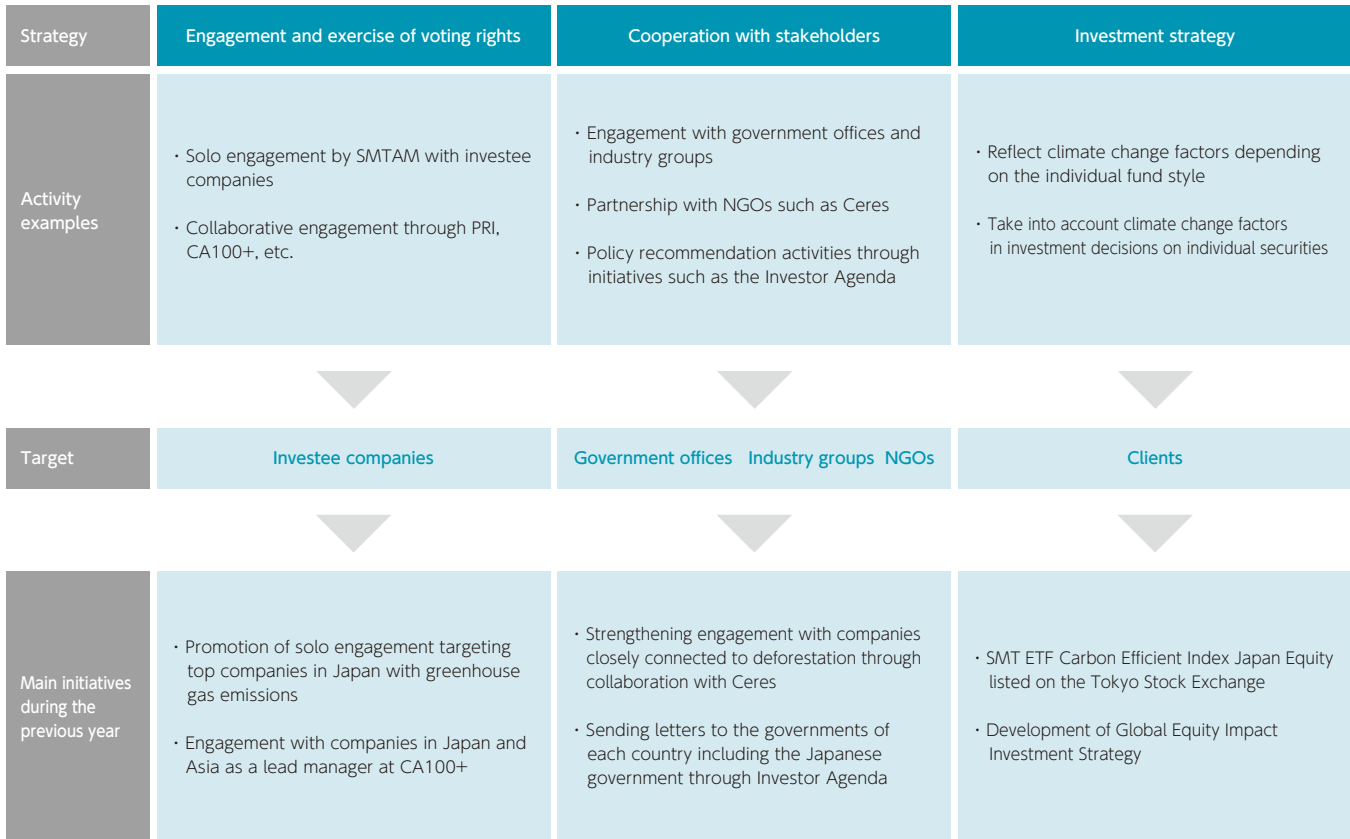 Strategy
Engagement and exercise of voting rights
Cooperation with stakeholders
Investment strategy
Activity
examples
・Solo engagement by SMTAM with investee
companies
・Collaborative engagement through PRI,
CA100+, etc.
・Engagement with government offices and
industry groups
・Partnership with NGOs such as Ceres
・Policy recommendation activities through
initiatives such as the Investor Agenda
・Reflect climate change factors depending
on the individual fund style
・Take into account climate change factors
in investment decisions on individual securities
Target
Investee companies
Government offices Industry groups NGOs
Clients
Main initiatives
during the
previous year
・Promotion of solo engagement targeting
top companies in Japan with greenhouse
gas emissions
・Engagement with companies in Japan and
Asia as a lead manager at CA100+
・Strengthening engagement with companies
closely connected to deforestation through
collaboration with Ceres
・Sending letters to the governments of
each country including the Japanese
government through Investor Agenda
・SMT ETF Carbon Efficient Index Japan Equity
listed on the Tokyo Stock Exchange
・Development of Global Equity Impact
Investment Strategy